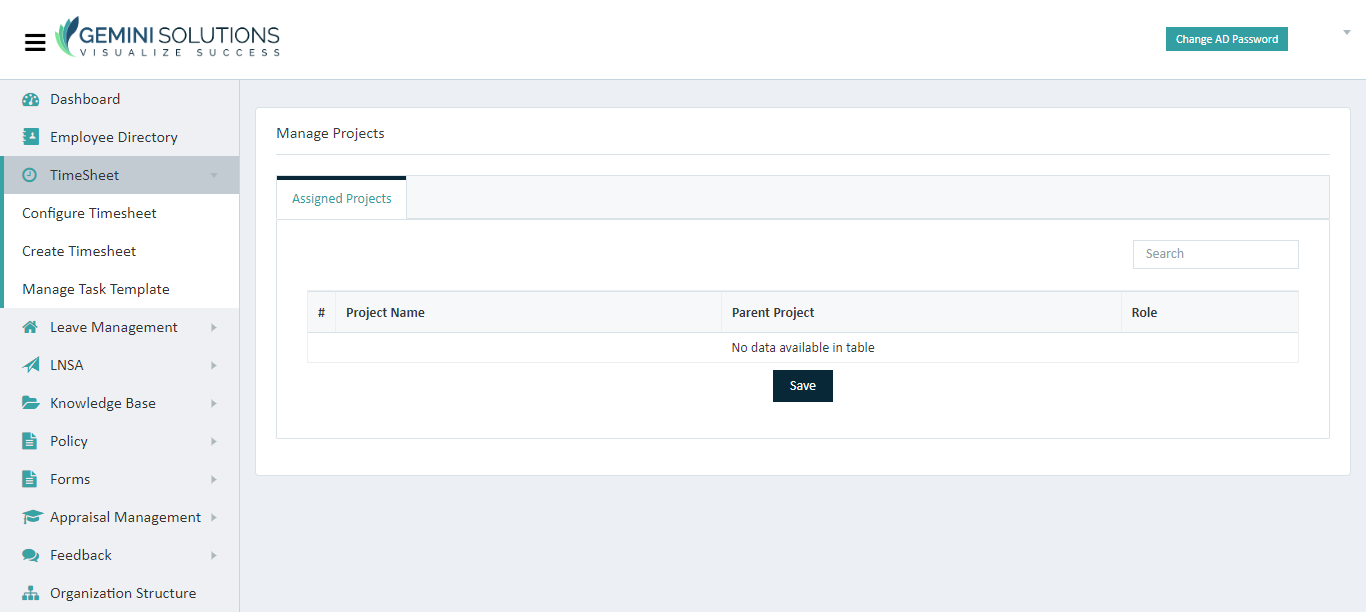 GEMINI SOLUTIONS
VISUALIZE SUCCESS
Change AD Password
Dashboard
Employee Directory
TimeSheet
Configure Timesheet
Create Timesheet
Manage Task Template
Leave Management
LNSA
Knowledge Base
Policy
Forms
Appraisal Management
Feedback
Organization Structure
Manage Projects
Assigned Projects
Search
# Project Name Parent Project Role
No data available in table
Save